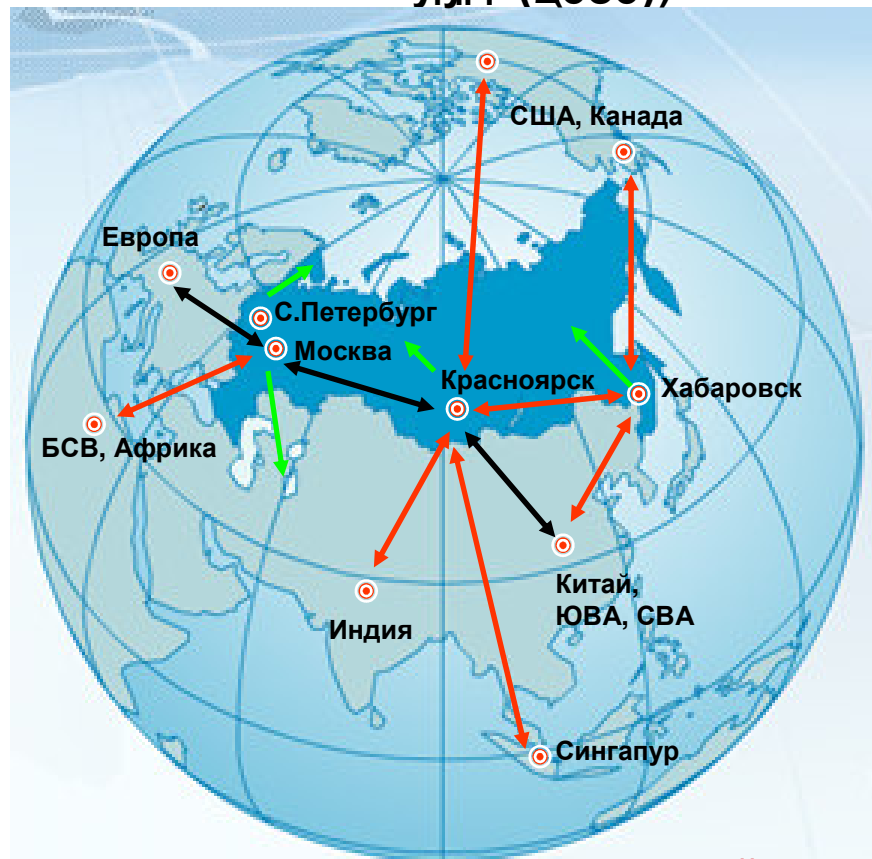 США, Канада
Европа
С.Петербург
Москва
Красноярск
Хабаровск
БСВ, Африка
Китай,
ЮВА, СВА
Индия
Сингапур